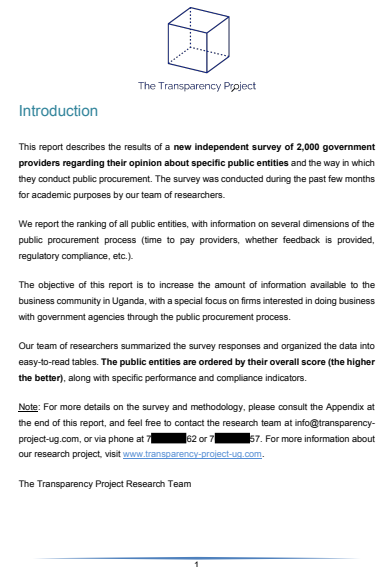 The Transparency Project
Introduction
This report describes the results of a new independent survey of 2,000 government
providers regarding their opinion about specific public entities and the way in which
they conduct public procurement. The survey was conducted during the past few months
for academic purposes by our team of researchers.
We report the ranking of all public entities, with information on several dimensions of the
public procurement process (time to pay providers, whether feedback is provided,
regulatory compliance, etc.).
The objective of this report is to increase the amount of information available to the
business community in Uganda, with a special focus on firms interested in doing business
with government agencies through the public procurement process.
Our team of researchers summarized the survey responses and organized the data into
easy-to-read tables. The public entities are ordered by their overall score (the higher
the better), along with specific performance and compliance indicators.
Note: For more details on the survey and methodology, please consult the Appendix at
the end of this report, and feel free to contact the research team at info@transparency-
project-ug.com, or via phone at 7 62 or 7 57. For more information about
our research project, visit www.transparency-project-ug.com.
The Transparency Project Research Team
1